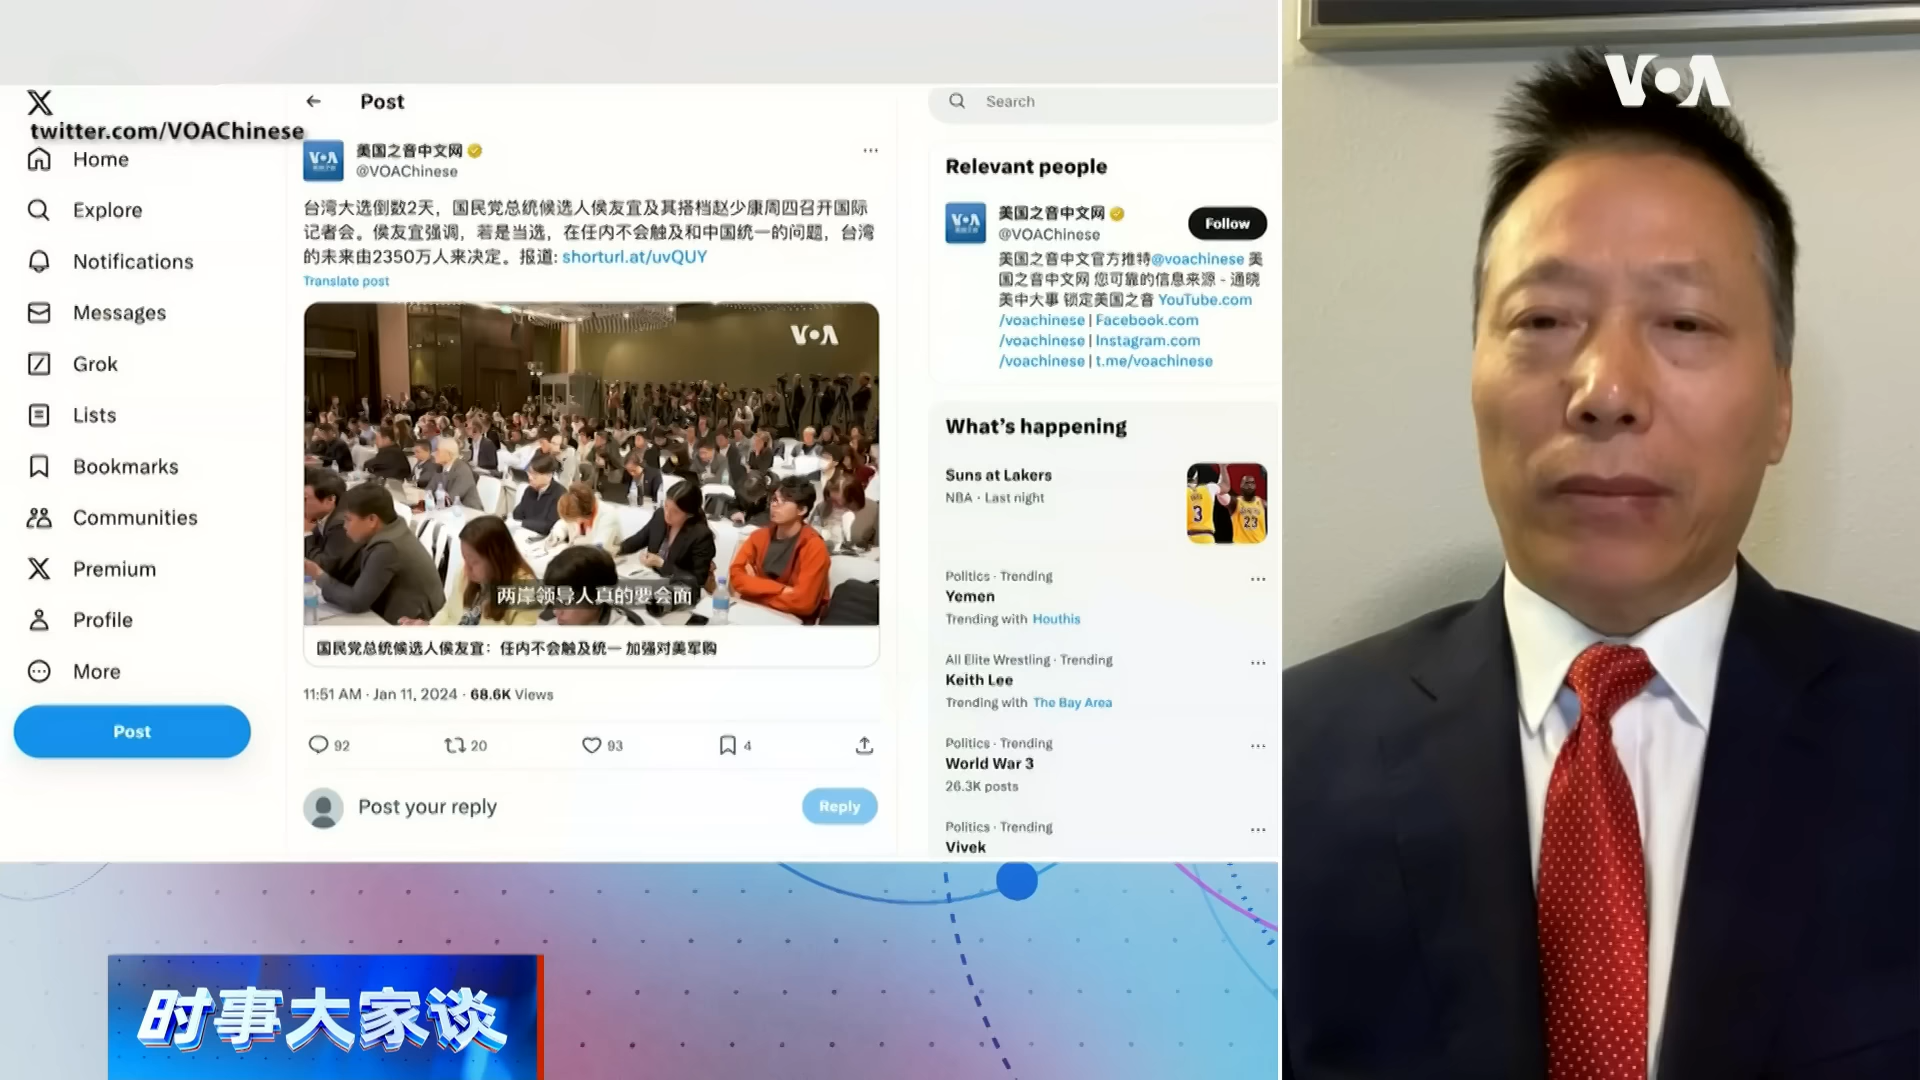 X
twitter.com/VOAChinese
Home
Explore
Notifications
Messages
Grok
Lists
Bookmarks
Communities
Premium
Profile
More
Post
Post
VOA
美国之音中文网
@VOAChinese
台湾大选倒数2天，国民党总统候选人侯友宜及其搭档赵少康周四召开国际
记者会。侯友宜强调，若是当选，在任内不会触及和中国统一的问题，台湾
的未来由2350万人来决定。报道: shorturl.at/uvQUY
Translate post
VOA
两岸领导人真的要会面
国民党总统候选人侯友宜：任内不会触及统一 加强对美军购
11:51 AM · Jan 11, 2024 · 68.6K Views
92 20 93 4
Post your reply
Reply
Search
Relevant people
VOA
美国之音中文网
@VOAChinese
Follow
美国之音中文官方推特@voachinese 美
国之音中文网 您可靠的信息来源 - 通晓
美中大事 锁定美国之音 YouTube.com
/voachinese | Facebook.com
/voachinese | Instagram.com
/voachinese | t.me/voachinese
What's happening
Suns at Lakers
NBA · Last night
3
23
Politics · Trending
Yemen
Trending with Houthis
All Elite Wrestling · Trending
Keith Lee
Trending with The Bay Area
Politics · Trending
World War 3
26.3K posts
Politics · Trending
Vivek
时事大家谈
VOA